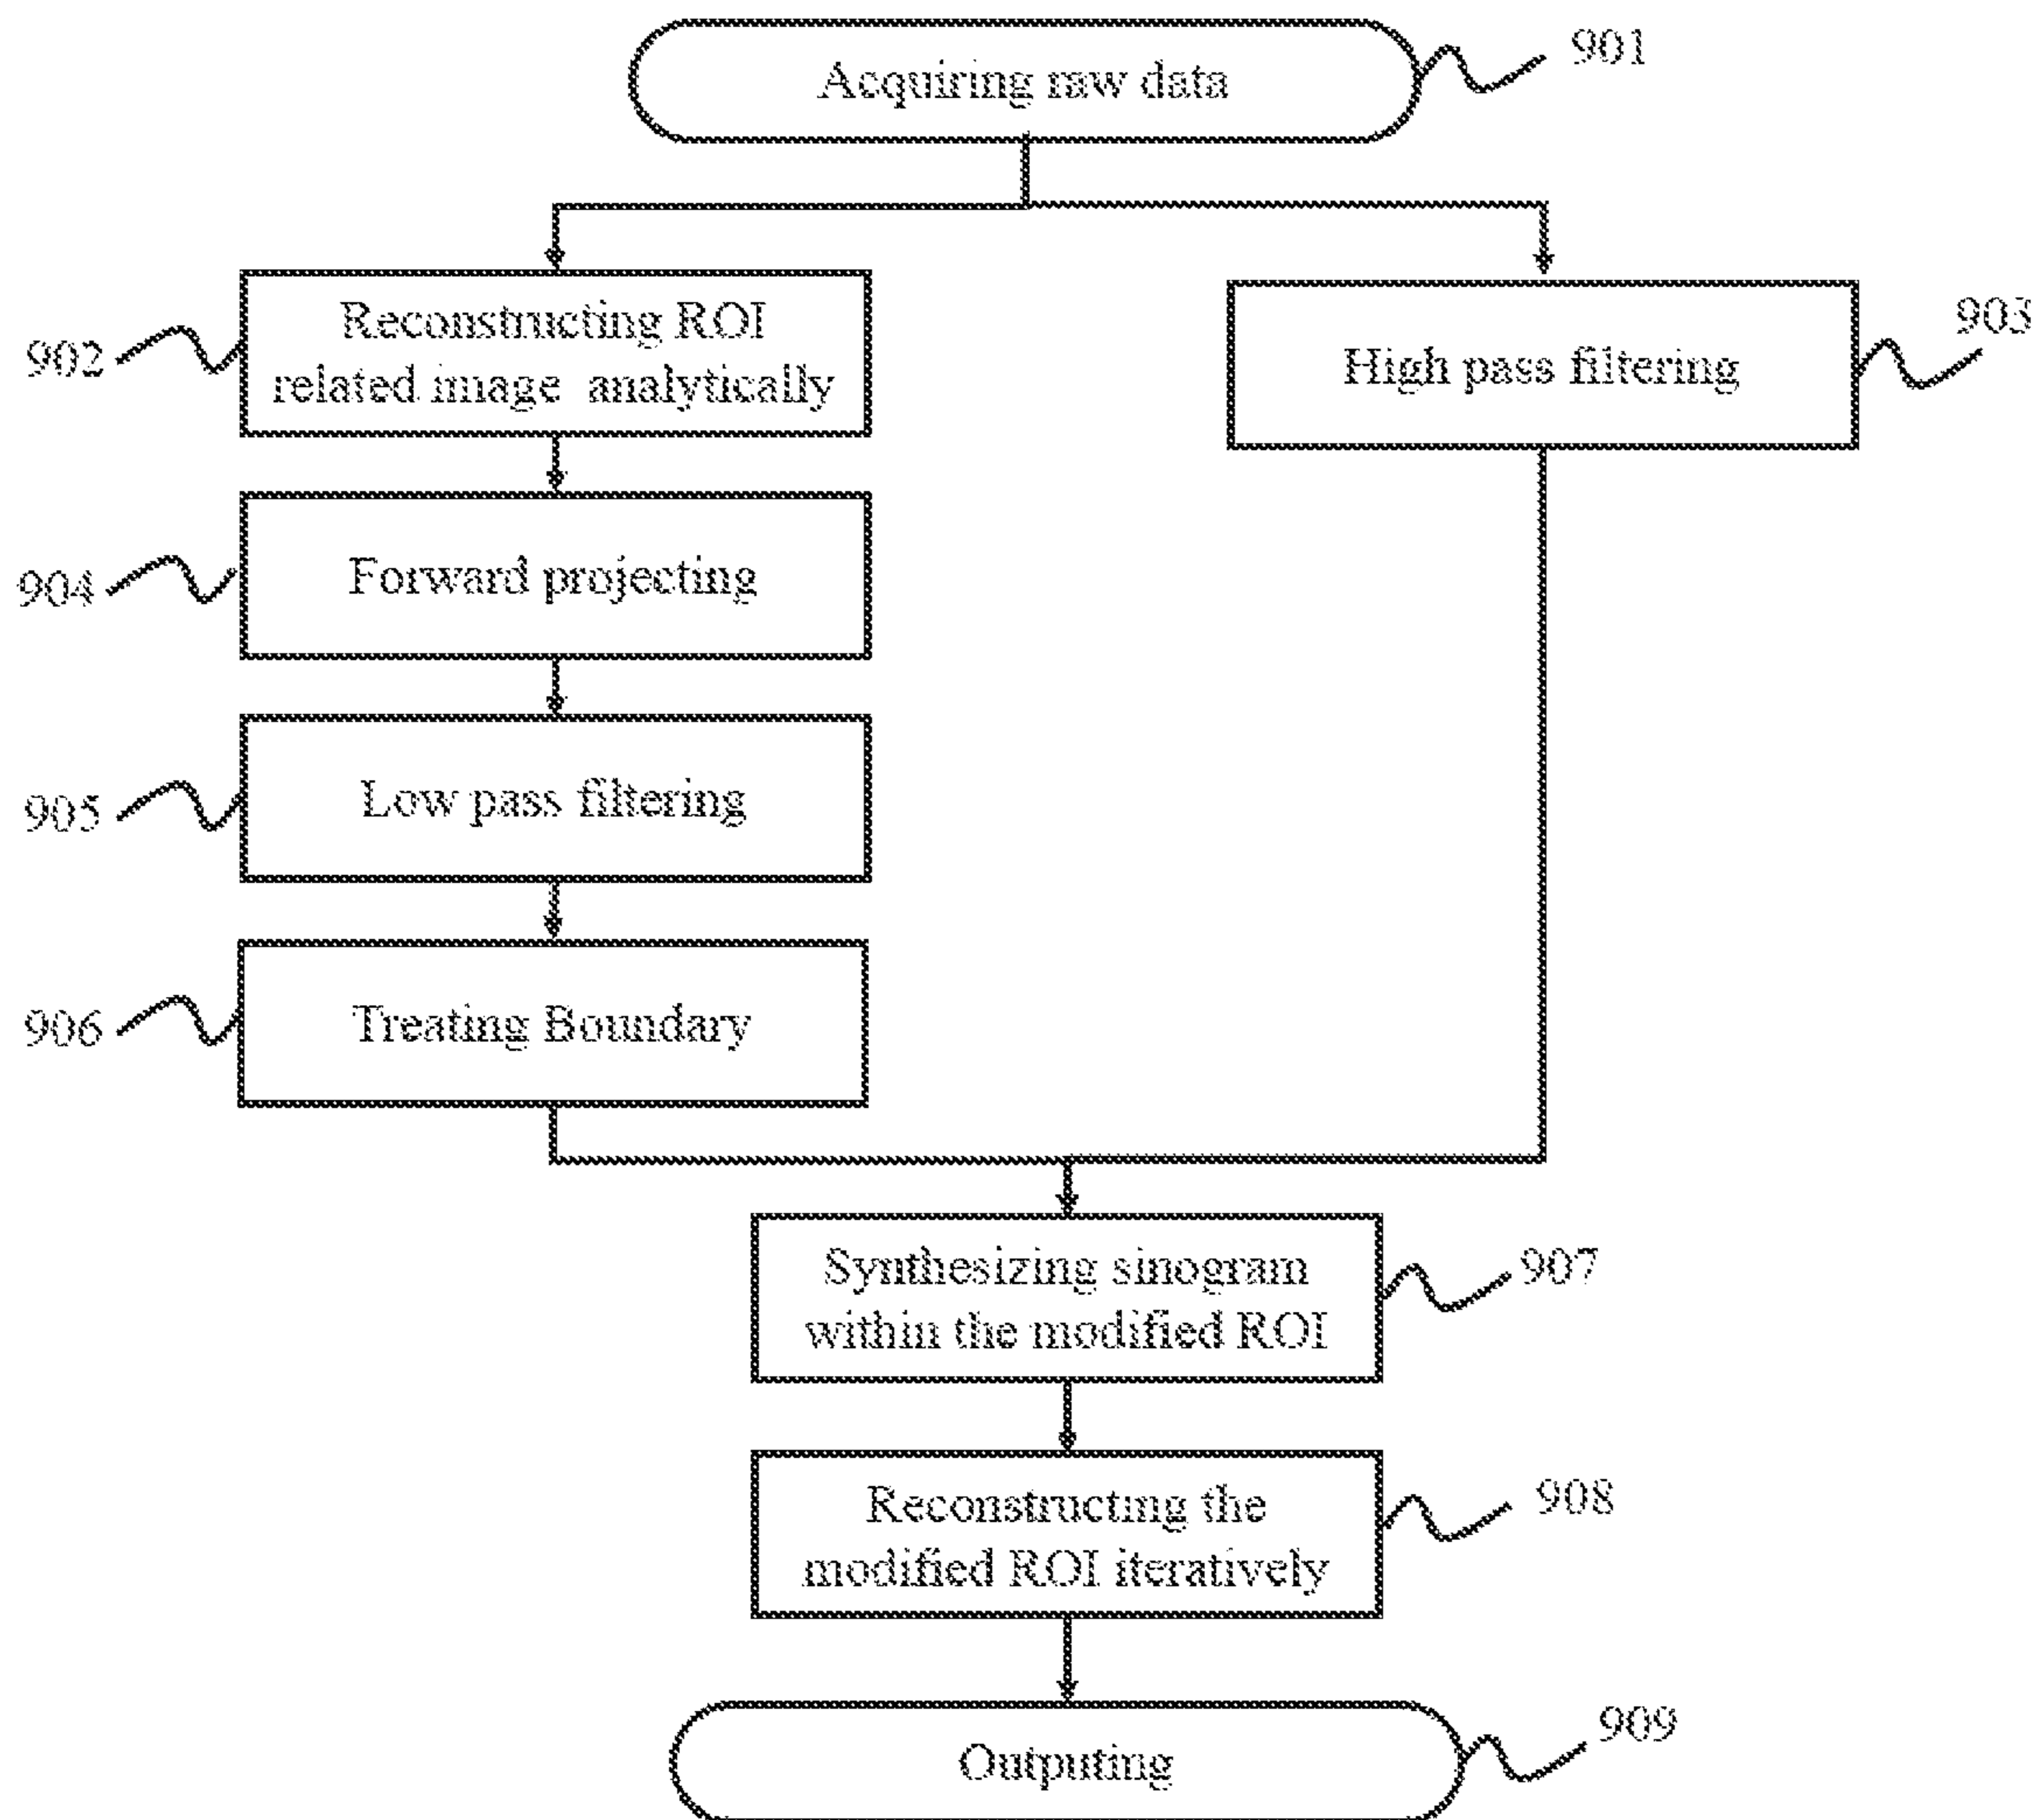 Acquiring raw data
901
Reconstructing ROI
related image analytically
902
High pass filtering
903
Forward projecting
904
Low pass filtering
905
Treating Boundary
906
Synthesizing sinogram
within the modified ROI
907
Reconstructing the
modified ROI iteratively
908
Outputing
909